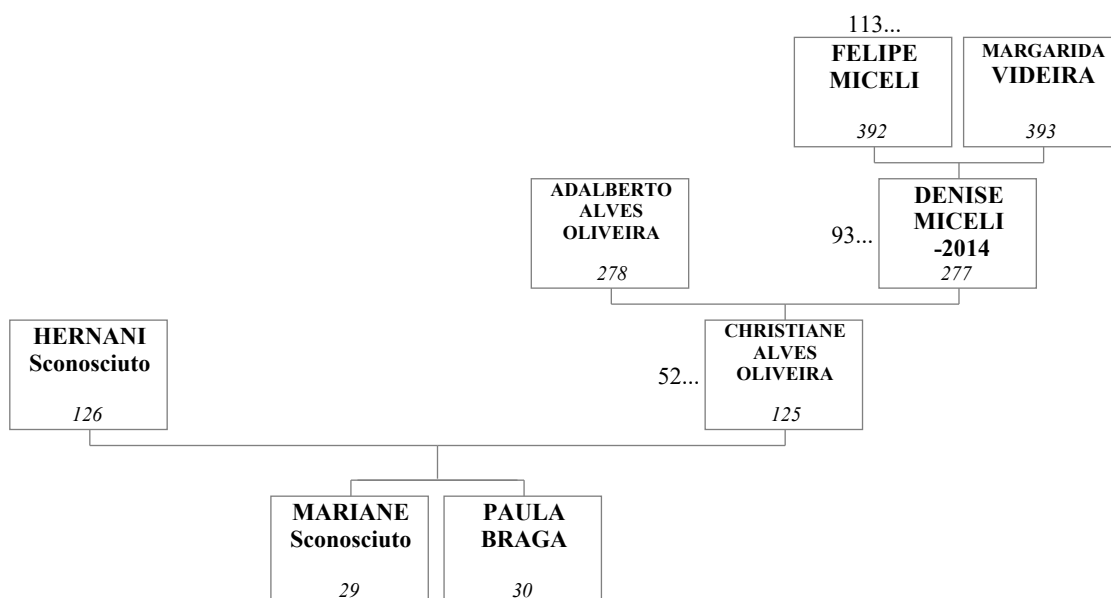 113...
FELIPE
MICELI
392
MARGARIDA
VIDEIRA
393
ADALBERTO
ALVES
OLIVEIRA
278
93...
DENISE
MICELI
-2014
277
HERNANI
Sconosciuto
126
52...
CHRISTIANE
ALVES
OLIVEIRA
125
MARIANE
Sconosciuto
29
PAULA
BRAGA
30